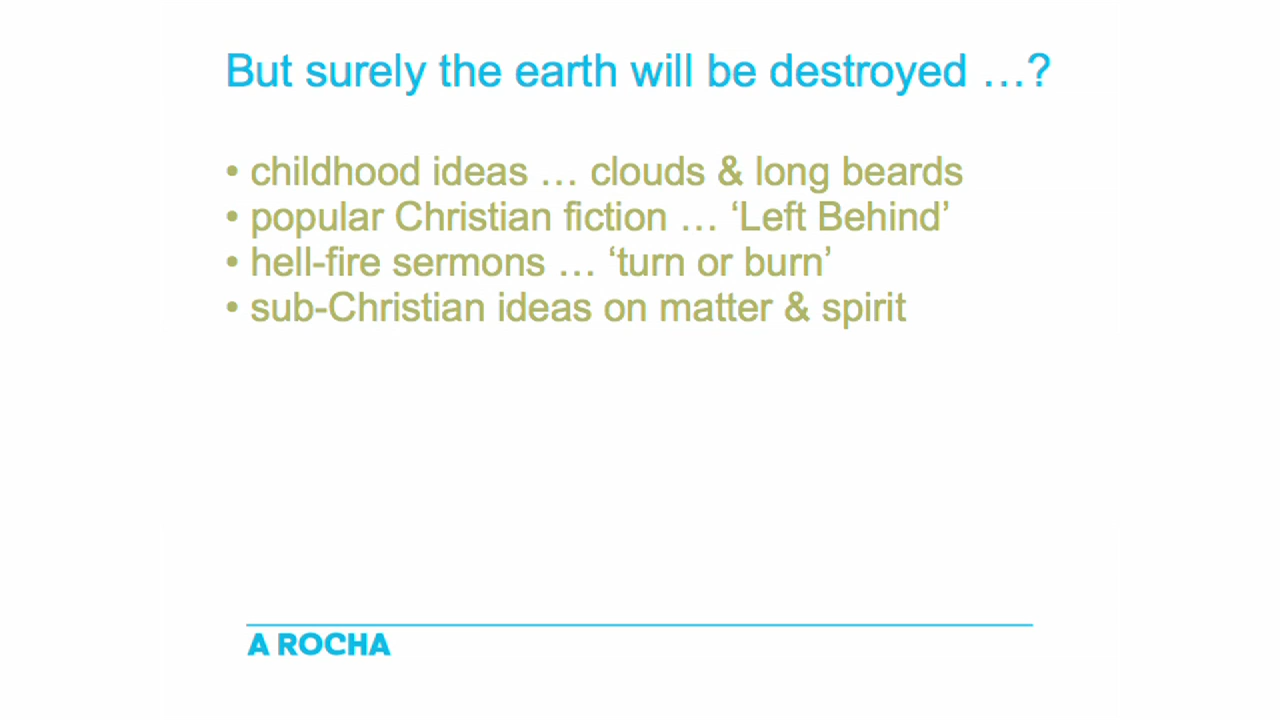 But surely the earth will be destroyed …?
• childhood ideas … clouds & long beards
• popular Christian fiction … ‘Left Behind’
• hell-fire sermons … ‘turn or burn’
• sub-Christian ideas on matter & spirit
A ROCHA